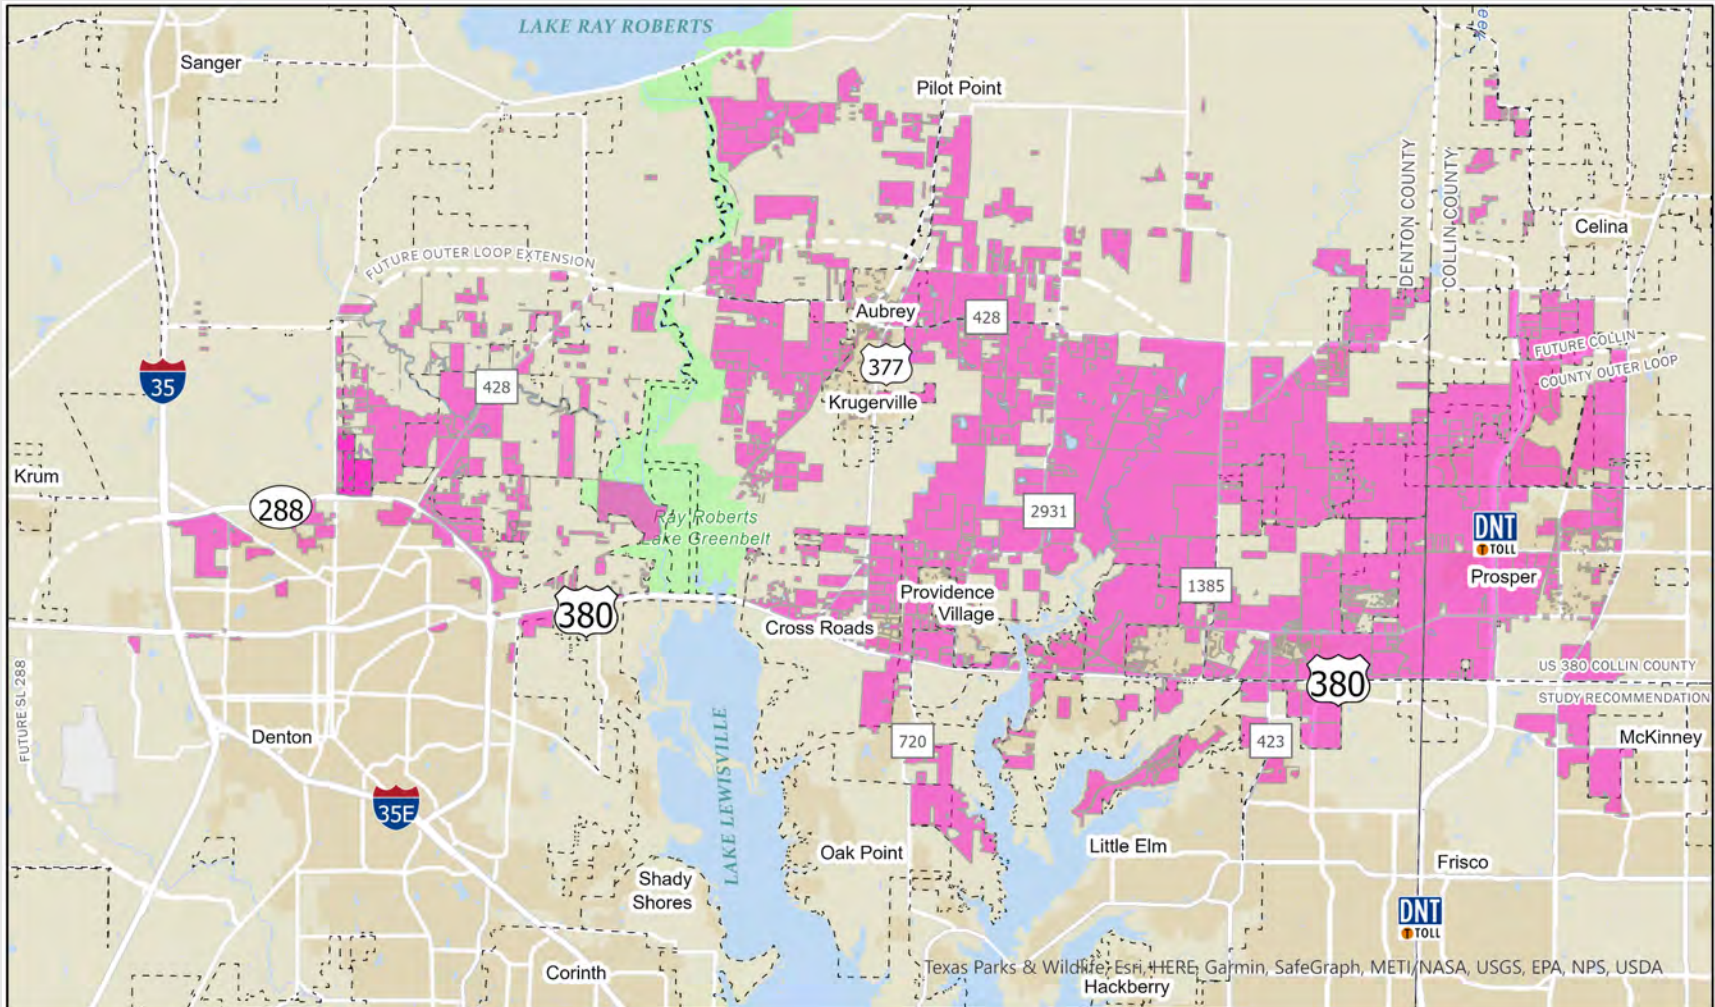 LAKE RAY ROBERTS
Sanger
Pilot Point
DENTON COUNTY
COLLIN COUNTY
Celina
FUTURE OUTER LOOP EXTENSION
Aubrey
428
377
FUTURE COLLIN
COUNTY OUTER LOOP
35
428
Krugerville
Krum
288
2931
Ray Roberts
Lake Greenbelt
DNT
TOLL
Prosper
380
1385
Providence
Village
Cross Roads
US 380 COLLIN COUNTY
STUDY RECOMMENDATION
380
FUTURE SL 288
Denton
LAKE LEWISVILLE
720
423
McKinney
35E
Oak Point
Little Elm
Frisco
Shady
Shores
DNT
TOLL
Corinth
Texas Parks & Wildlife, Esri, HERE, Garmin, SafeGraph, METI/NASA, USGS, EPA, NPS, USDA
Hackberry